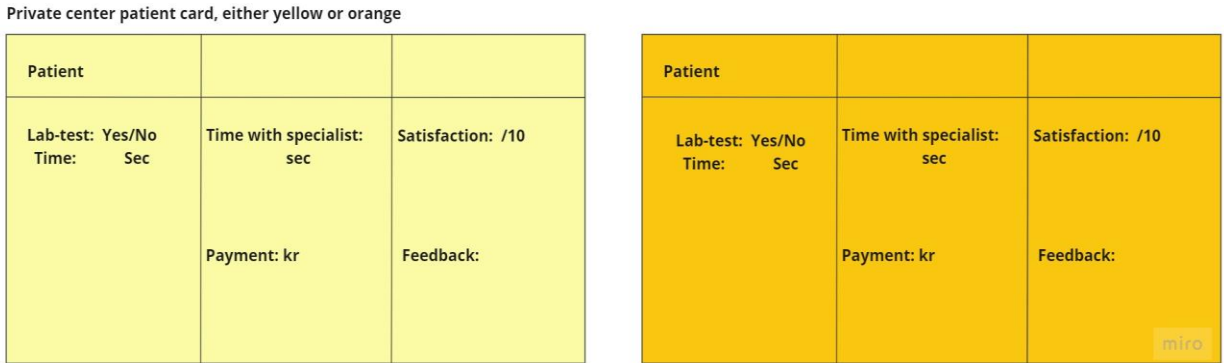 Private center patient card, either yellow or orange
Patient
Lab-test: Yes/No
Time: Sec
Time with specialist:
sec
Payment: kr
Satisfaction: /10
Feedback:
Patient
Lab-test: Yes/No
Time: Sec
Time with specialist:
sec
Payment: kr
Satisfaction: /10
Feedback:
miro